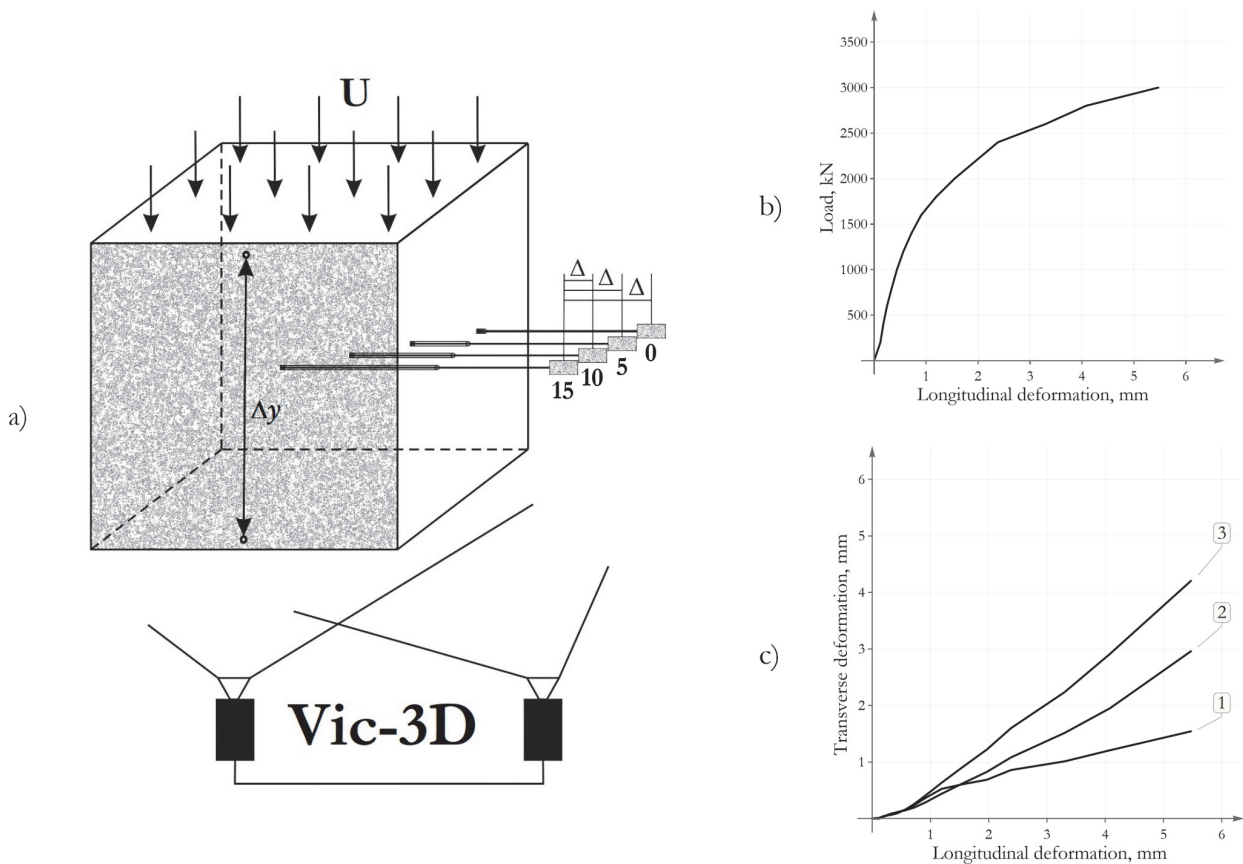 a)
U
Δ
Δ
Δ
0
5
10
15
Δy
Vic-3D
b)
Load, kN
3500
3000
2500
2000
1500
1000
500
1 2 3 4 5 6
Longitudinal deformation, mm
c)
Transverse deformation, mm
6
5
4
3
2
1
3
2
1
1 2 3 4 5 6
Longitudinal deformation, mm